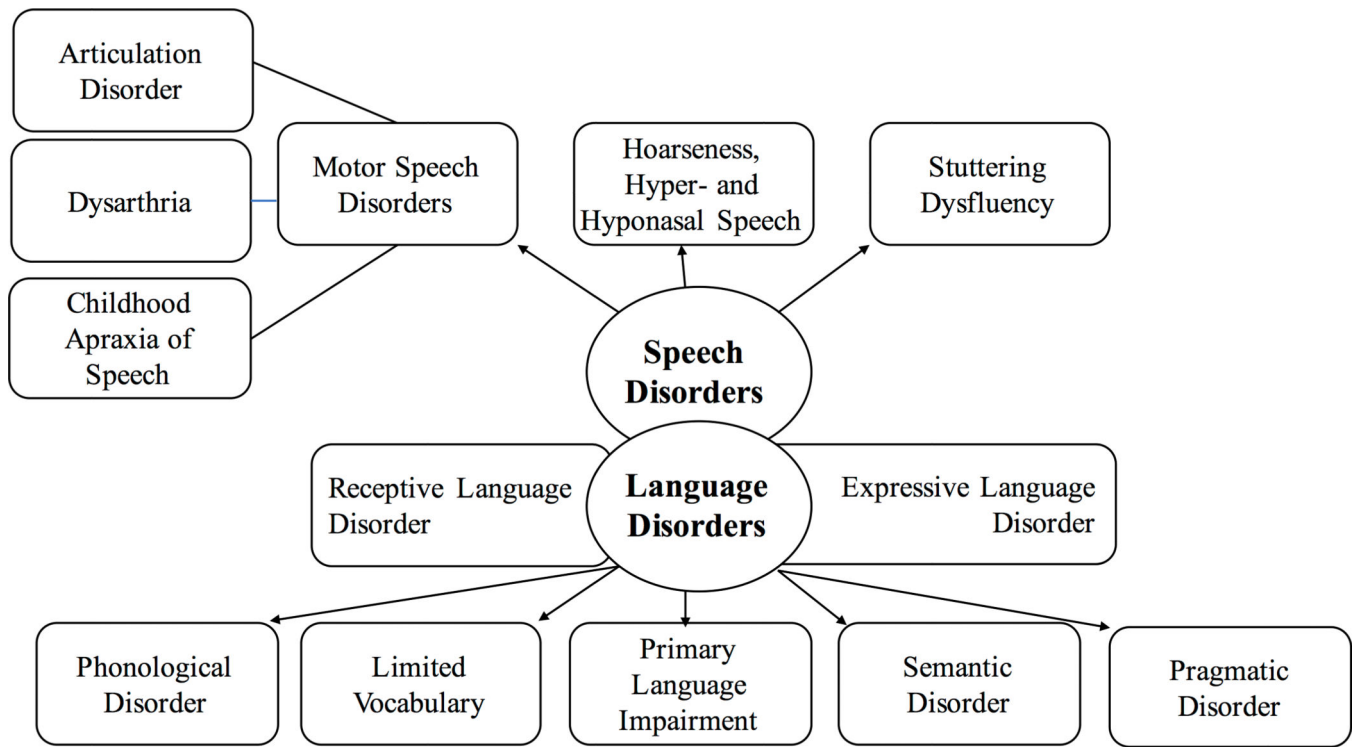 Articulation
Disorder
Dysarthria
Childhood
Apraxia of
Speech
Motor Speech
Disorders
Hoarseness,
Hyper- and
Hyponasal Speech
Stuttering
Dysfluency
Speech
Disorders
Receptive Language
Disorder
Language
Disorders
Expressive Language
Disorder
Phonological
Disorder
Limited
Vocabulary
Primary
Language
Impairment
Semantic
Disorder
Pragmatic
Disorder